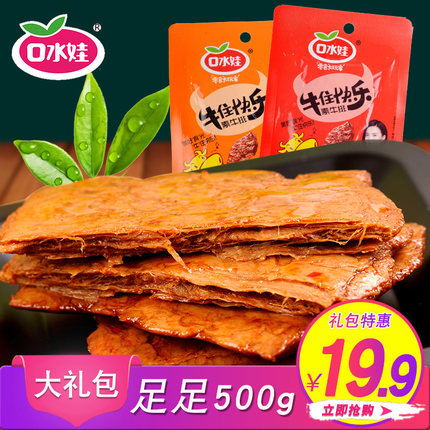 口水娃®
口水娃
牛住快乐
素牛排
口水娃
牛住快乐
素牛排
礼包特惠
¥19.9
立即抢购
大礼包
足足500g